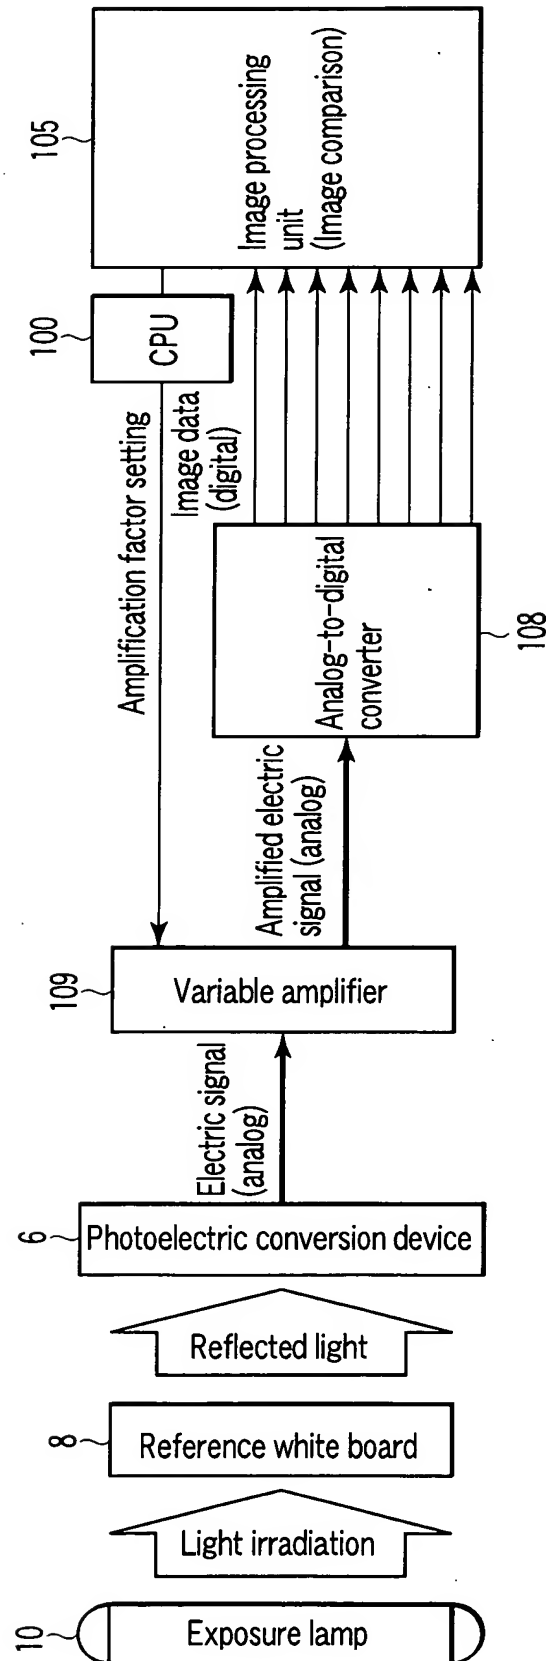 105
Image processing
unit
(Image comparison)
100
CPU
Amplification factor setting
Image data
(digital)
Analog-to-digital
converter
108
Amplified electric
signal (analog)
109
Variable amplifier
Electric signal
(analog)
6
Photoelectric conversion device
Reflected light
8
Reference white board
Light irradiation
10
Exposure lamp